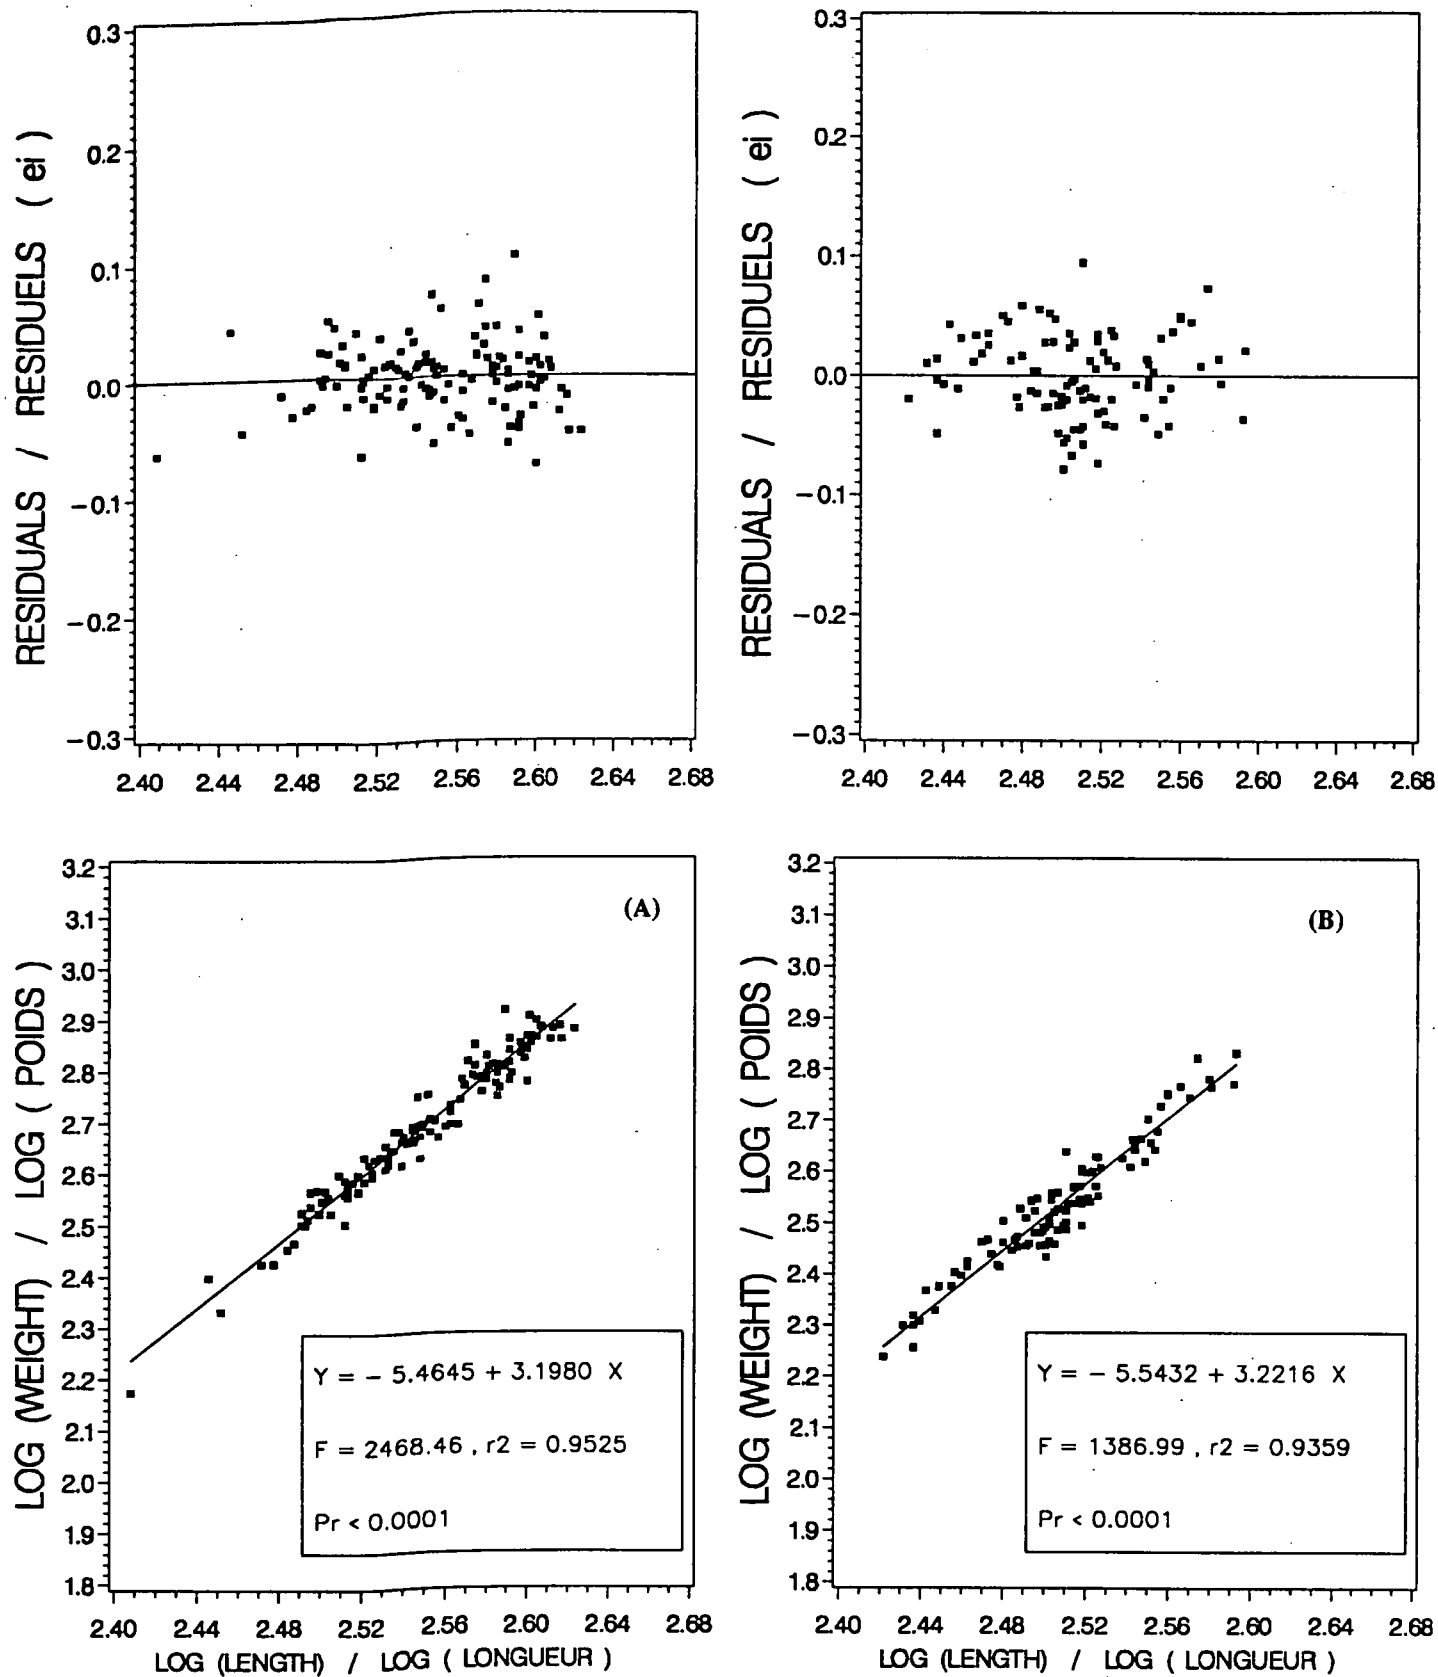 RESIDUALS / RESIDUELS ( ei )
0.3
0.2
0.1
0.0
−0.1
−0.2
−0.3
2.40 2.44 2.48 2.52 2.56 2.60 2.64 2.68
RESIDUALS / RESIDUELS ( ei )
0.3
0.2
0.1
0.0
−0.1
−0.2
−0.3
2.40 2.44 2.48 2.52 2.56 2.60 2.64 2.68
LOG (WEIGHT) / LOG ( POIDS )
3.2
3.1
3.0
2.9
2.8
2.7
2.6
2.5
2.4
2.3
2.2
2.1
2.0
1.9
1.8
(A)
Y = − 5.4645 + 3.1980 X
F = 2468.46 , r2 = 0.9525
Pr < 0.0001
2.40 2.44 2.48 2.52 2.56 2.60 2.64 2.68
LOG (LENGTH) / LOG ( LONGUEUR )
LOG (WEIGHT) / LOG ( POIDS )
3.2
3.1
3.0
2.9
2.8
2.7
2.6
2.5
2.4
2.3
2.2
2.1
2.0
1.9
1.8
(B)
Y = − 5.5432 + 3.2216 X
F = 1386.99 , r2 = 0.9359
Pr < 0.0001
2.40 2.44 2.48 2.52 2.56 2.60 2.64 2.68
LOG (LENGTH) / LOG ( LONGUEUR )